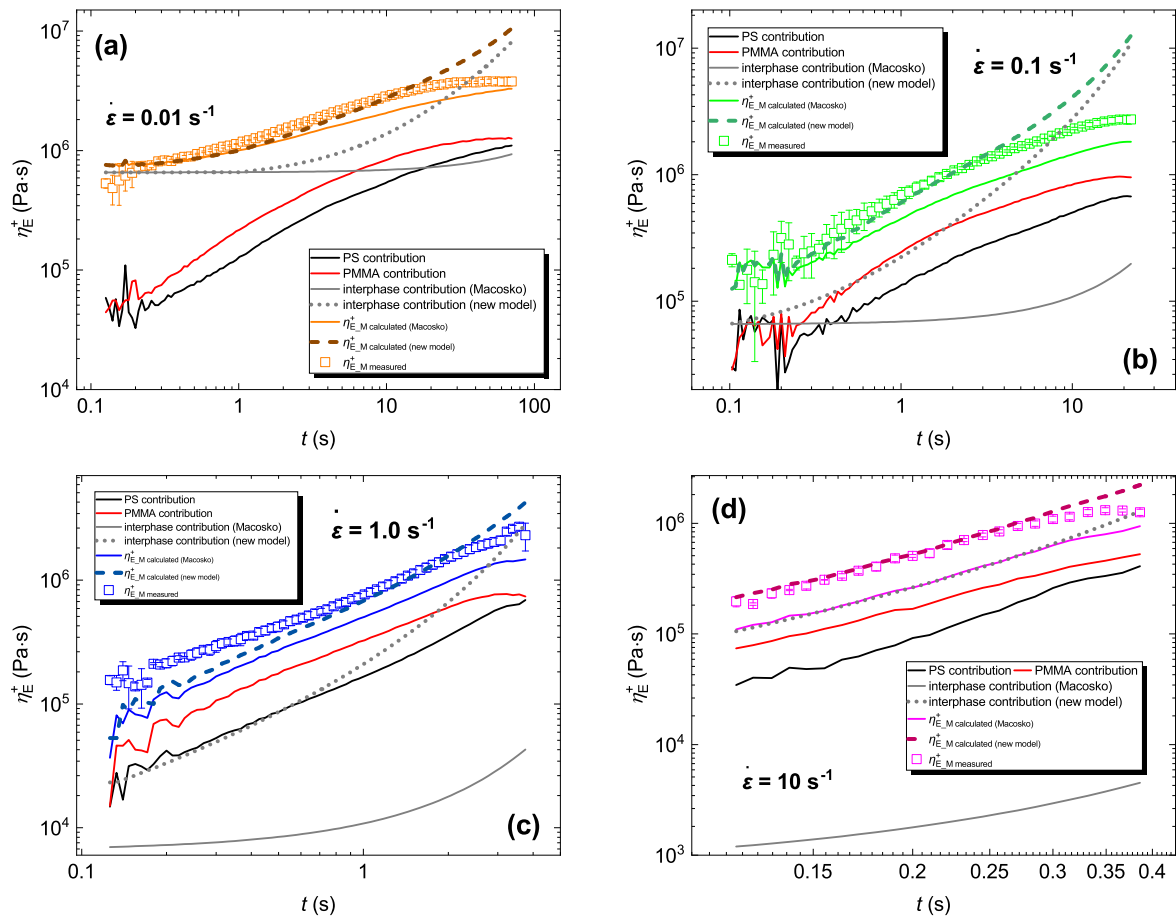 (a)
ε̇ = 0.01 s⁻¹
PS contribution
PMMA contribution
interphase contribution (Macosko)
interphase contribution (new model)
η⁺E_M calculated (Macosko)
η⁺E_M calculated (new model)
η⁺E_M measured
10⁷
10⁶
10⁵
10⁴
η⁺E (Pa·s)
0.1 1 10 100
t (s)
PS contribution
PMMA contribution
interphase contribution (Macosko)
interphase contribution (new model)
η⁺E_M calculated (Macosko)
η⁺E_M calculated (new model)
η⁺E_M measured
ε̇ = 0.1 s⁻¹
(b)
10⁷
10⁶
10⁵
η⁺E (Pa·s)
0.1 1 10
t (s)
PS contribution
PMMA contribution
interphase contribution (Macosko)
interphase contribution (new model)
η⁺E_M calculated (Macosko)
η⁺E_M calculated (new model)
η⁺E_M measured
ε̇ = 1.0 s⁻¹
(c)
10⁶
10⁵
10⁴
η⁺E (Pa·s)
0.1 1
t (s)
(d)
PS contribution PMMA contribution
interphase contribution (Macosko)
interphase contribution (new model)
η⁺E_M calculated (Macosko)
η⁺E_M calculated (new model)
η⁺E_M measured
ε̇ = 10 s⁻¹
10⁶
10⁵
10⁴
10³
η⁺E (Pa·s)
0.15 0.2 0.25 0.3 0.35 0.4
t (s)